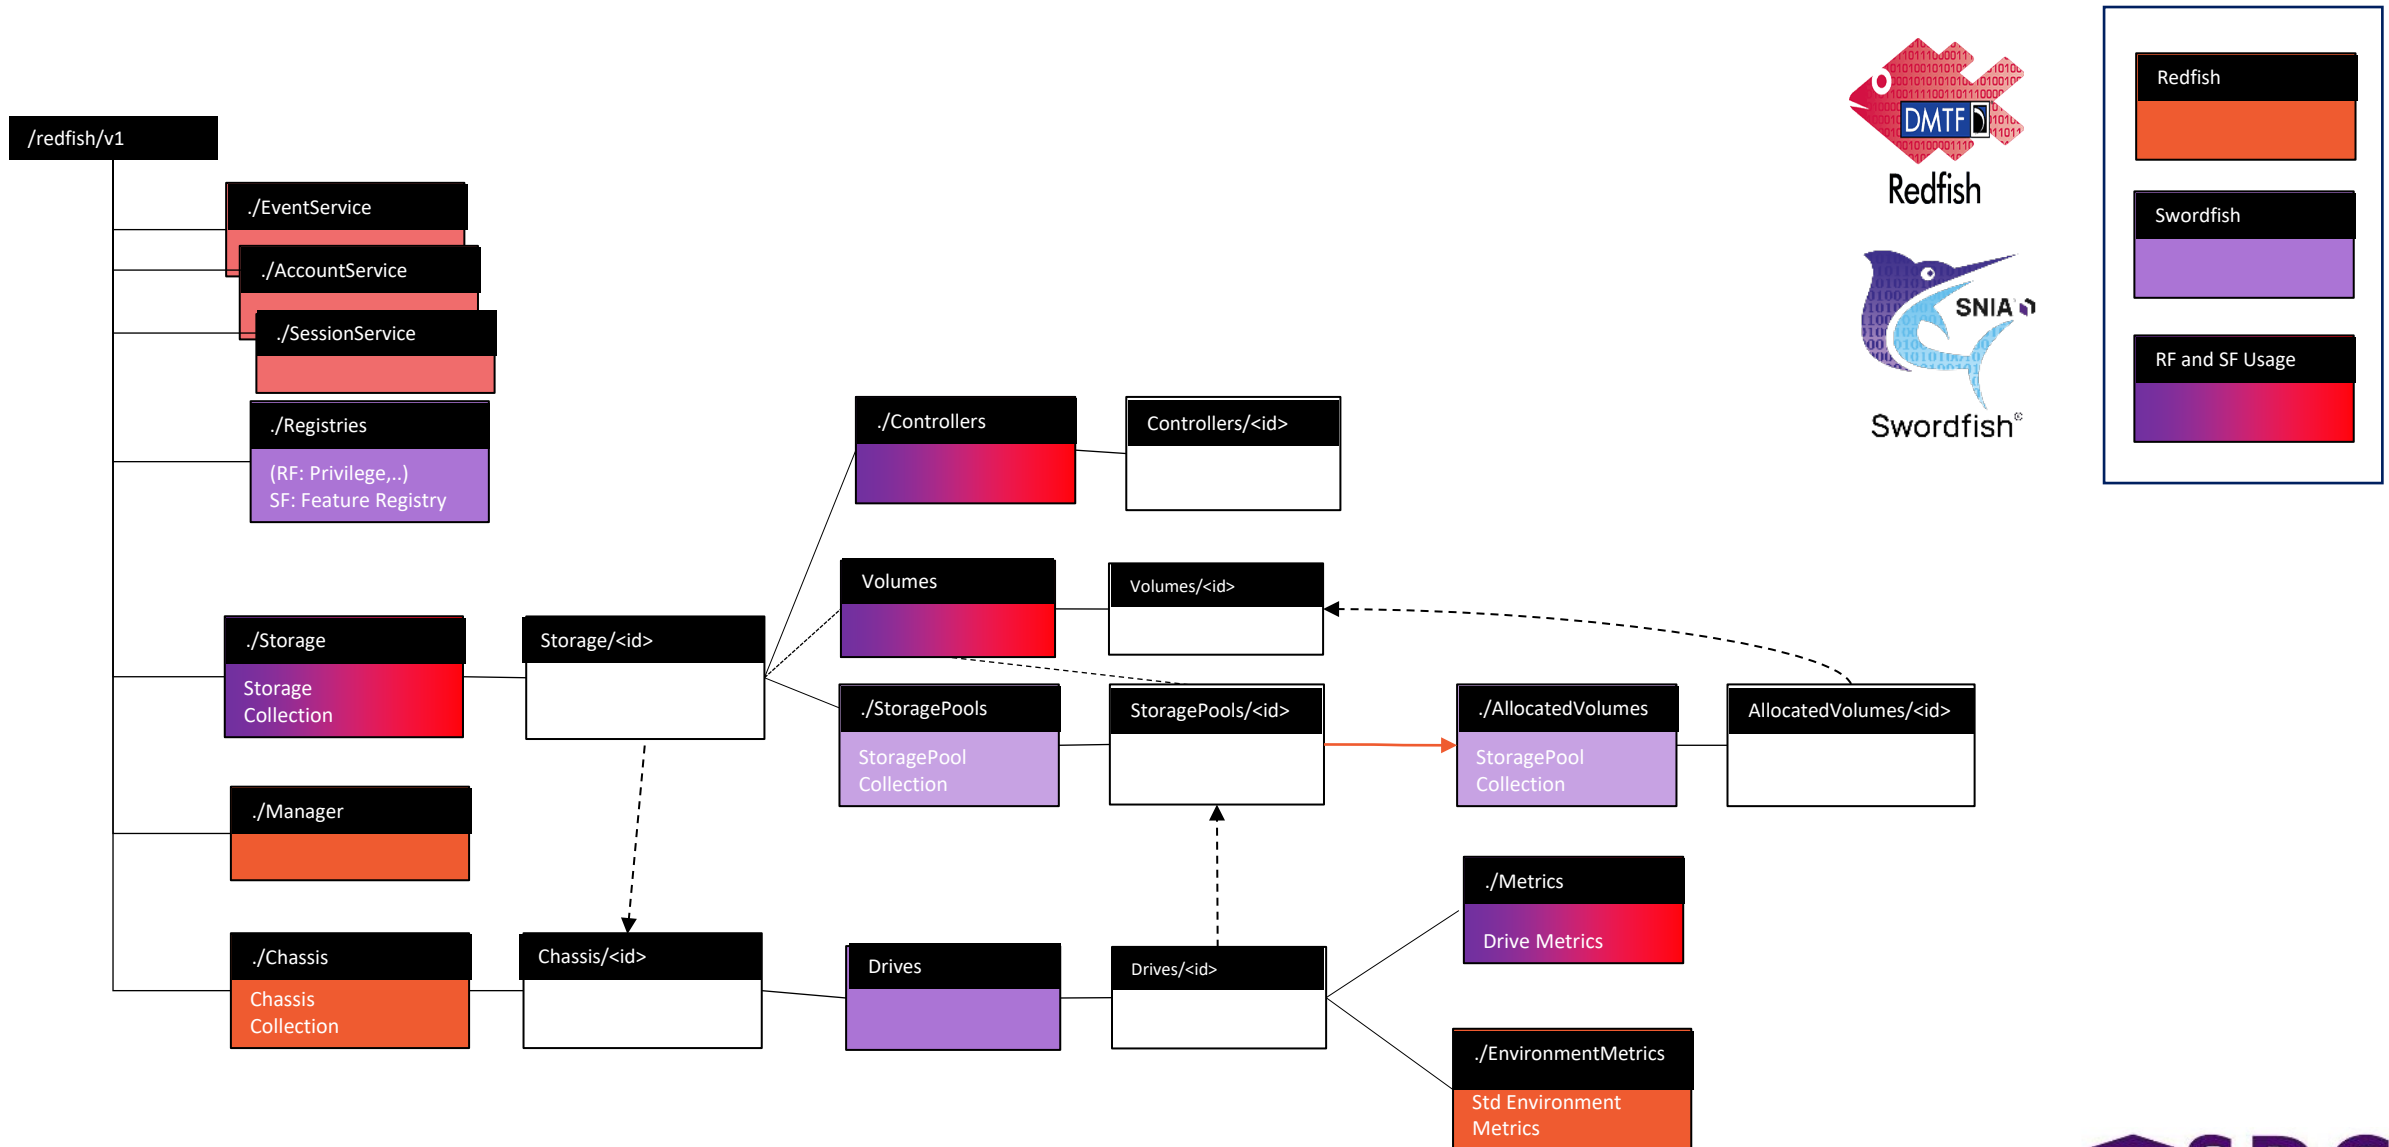 /redfish/v1
./EventService
./AccountService
./SessionService
./Registries
(RF: Privilege,..)
SF: Feature Registry
./Storage
Storage
Collection
Storage/<id>
./Manager
./Chassis
Chassis
Collection
Chassis/<id>
./Controllers
Controllers/<id>
Volumes
Volumes/<id>
./StoragePools
StoragePool
Collection
StoragePools/<id>
./AllocatedVolumes
StoragePool
Collection
AllocatedVolumes/<id>
Drives
Drives/<id>
./Metrics
Drive Metrics
./EnvironmentMetrics
Std Environment
Metrics
DMTF
Redfish
SNIA
Swordfish®
Redfish
Swordfish
RF and SF Usage